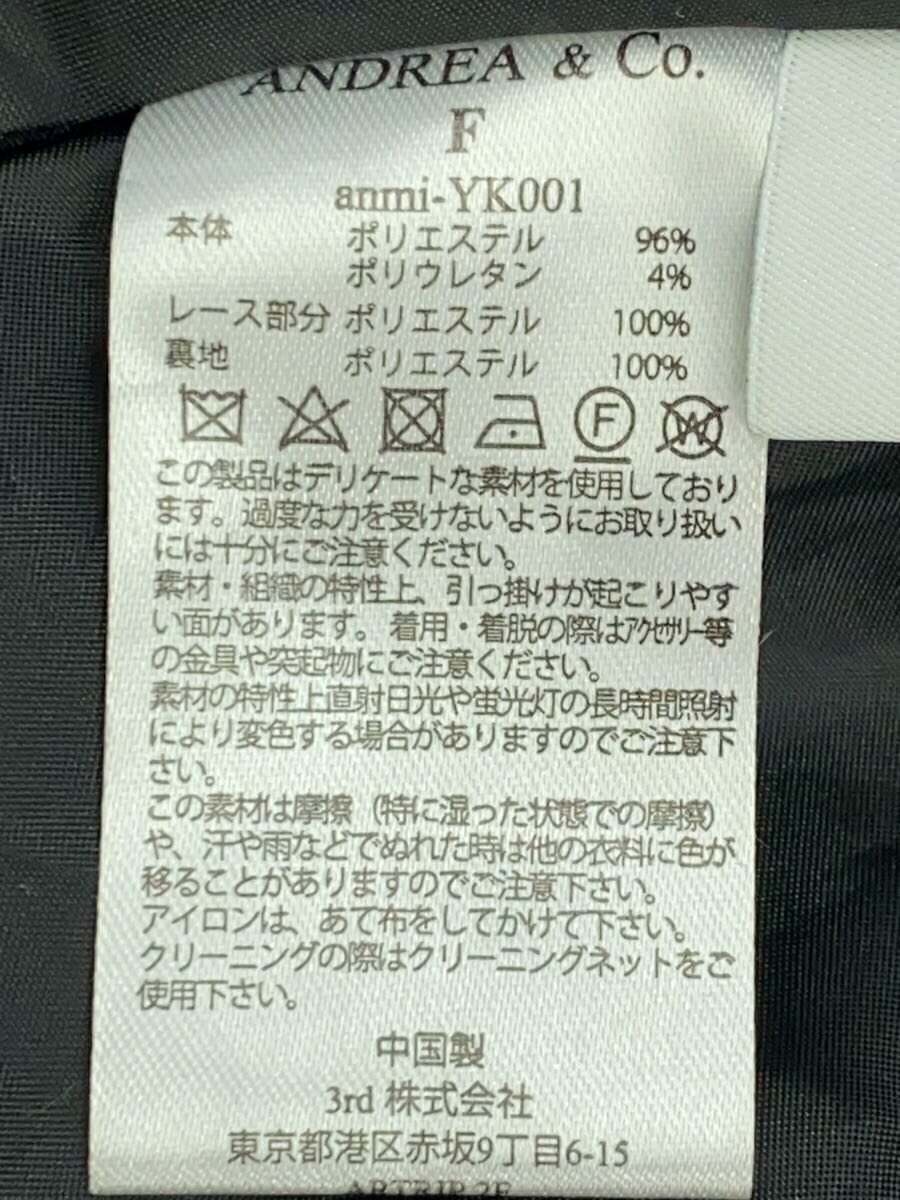 ANDREA & Co.
F
anmi-YK001
本体 ポリエステル 96%
ポリウレタン 4%
レース部分 ポリエステル 100%
裏地 ポリエステル 100%
F W
この製品はデリケートな素材を使用しており
ます。過度な力を受けないようにお取り扱い
には十分にご注意ください。
素材・組織の特性上、引っ掛けが起こりやす
い面があります。着用・着脱の際はｱｸｾｻﾘｰ等
の金具や突起物にご注意ください。
素材の特性上直射日光や蛍光灯の長時間照射
により変色する場合がありますのでご注意下
さい。
この素材は摩擦（特に湿った状態での摩擦）
や、汗や雨などでぬれた時は他の衣料に色が
移ることがありますのでご注意下さい。
アイロンは、あて布をしてかけて下さい。
クリーニングの際はクリーニングネットをご
使用下さい。
中国製
3rd 株式会社
東京都港区赤坂9丁目6-15
ARTRIP 2F